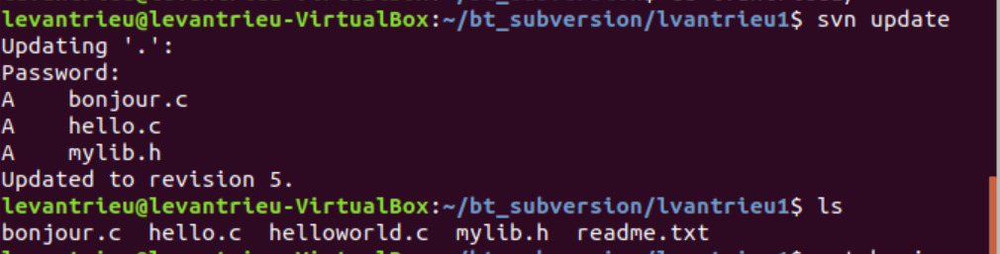 levantrieu@levantrieu-VirtualBox:~/bt_subversion/lvantrieu1$ svn update
Updating '.':
Password:
A    bonjour.c
A    hello.c
A    mylib.h
Updated to revision 5.
levantrieu@levantrieu-VirtualBox:~/bt_subversion/lvantrieu1$ ls
bonjour.c  hello.c  helloworld.c  mylib.h  readme.txt